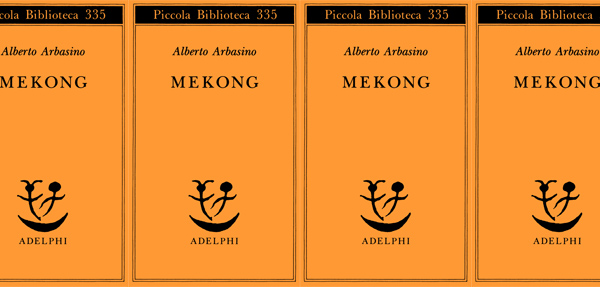 cola Biblioteca 335
Alberto Arbasino
MEKONG
ADELPHI
Piccola Biblioteca 335
Alberto Arbasino
MEKONG
ADELPHI
Piccola Biblioteca 335
Alberto Arbasino
MEKONG
ADELPHI
Piccola Biblioteca
Alberto Arbasino
MEKONG
ADELPHI